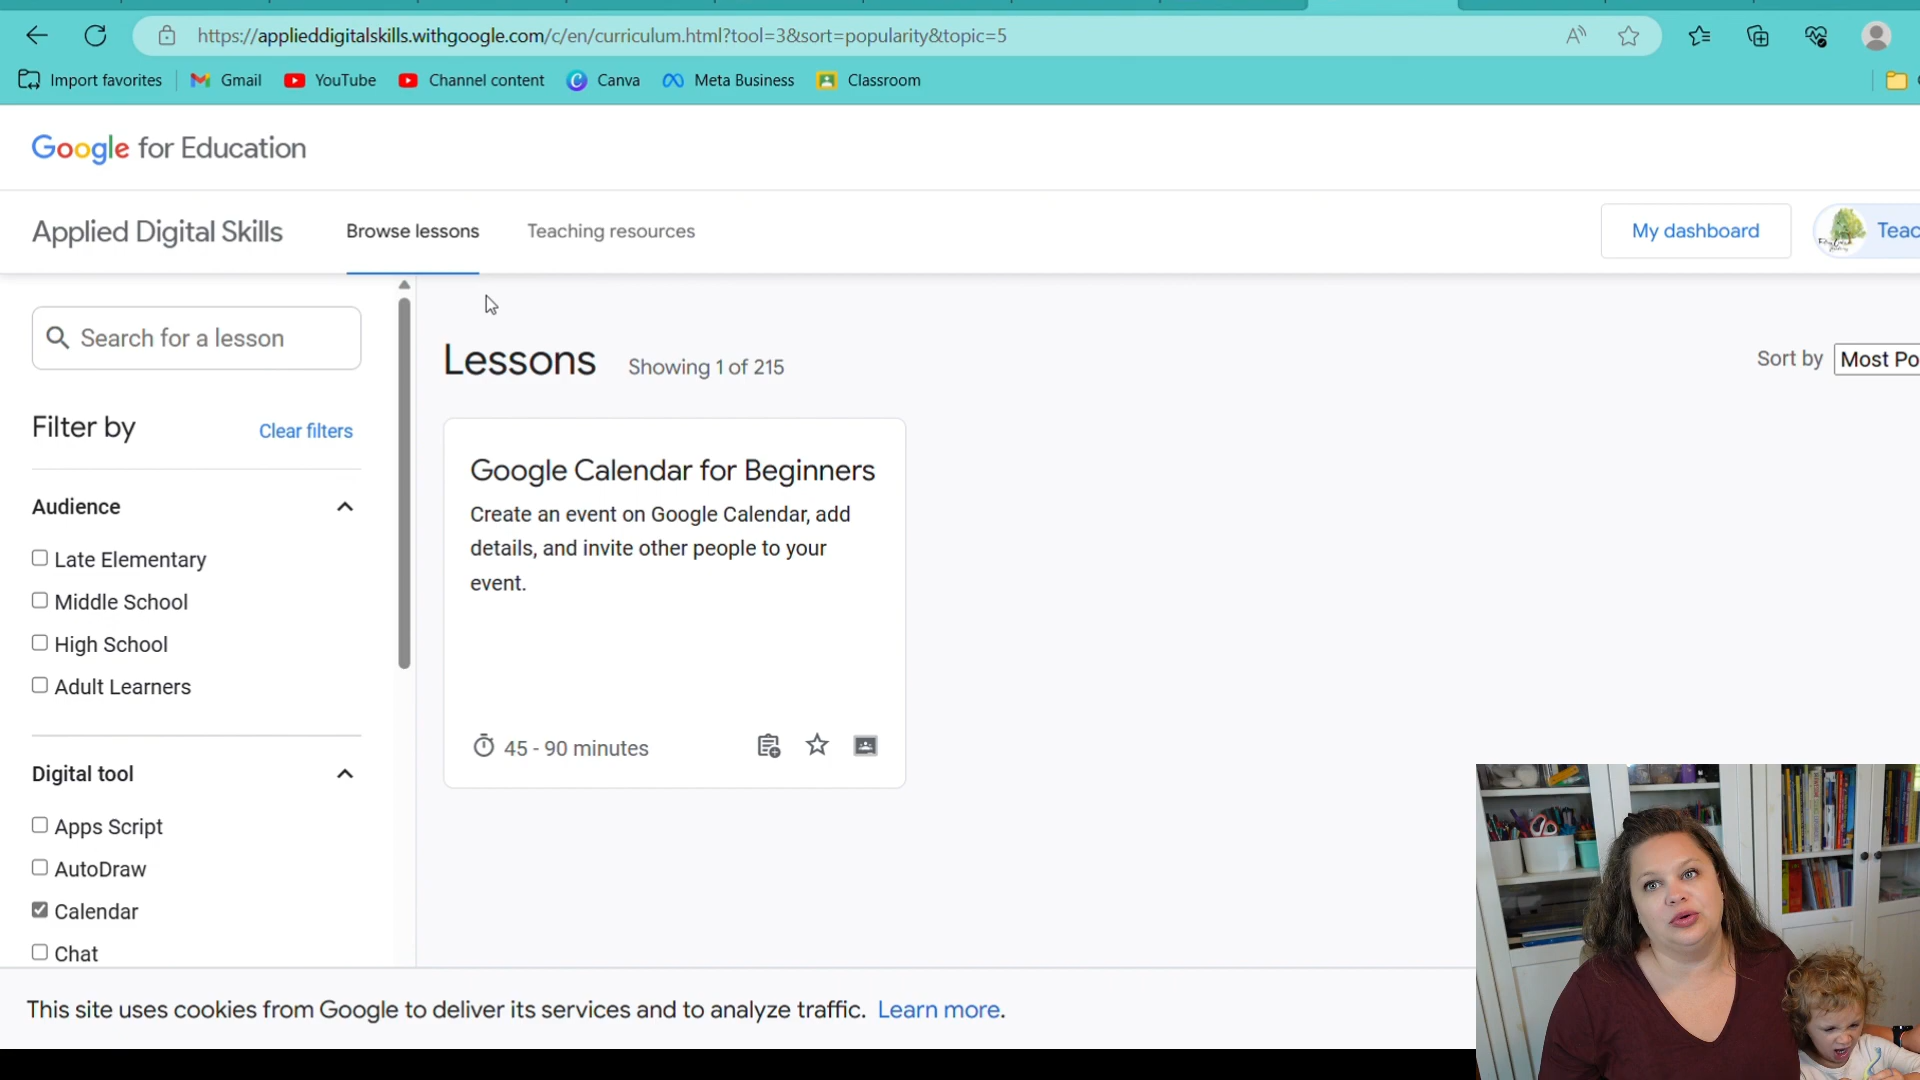 https://applieddigitalskills.withgoogle.com/c/en/curriculum.html?tool=3&sort=popularity&topic=5
Import favorites Gmail YouTube Channel content Canva Meta Business Classroom
Google for Education
Applied Digital Skills Browse lessons Teaching resources My dashboard Teac
Search for a lesson
Lessons Showing 1 of 215 Sort by Most Po
Filter by Clear filters
Audience
Late Elementary
Middle School
High School
Adult Learners
Digital tool
Apps Script
AutoDraw
Calendar
Chat
Google Calendar for Beginners
Create an event on Google Calendar, add
details, and invite other people to your
event.
45 - 90 minutes
This site uses cookies from Google to deliver its services and to analyze traffic. Learn more.